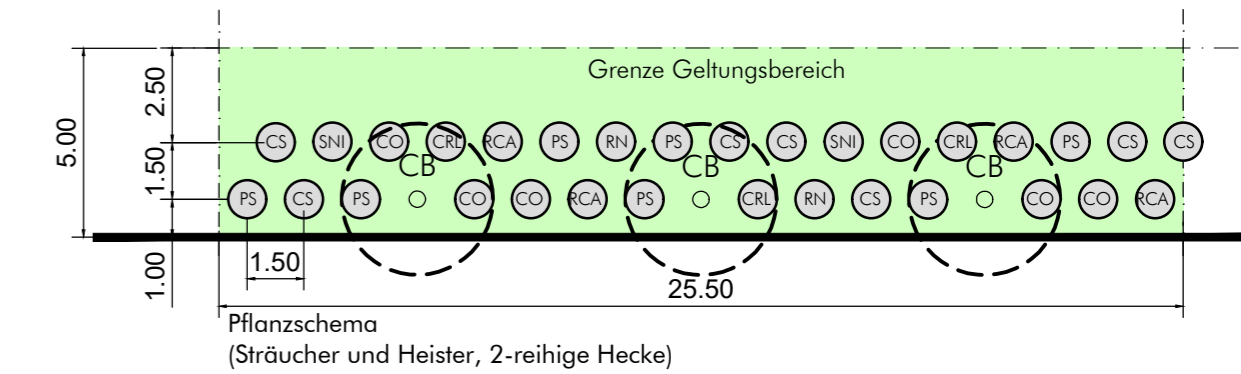 Grenze Geltungsbereich
2.50
5.00
1.50
1.00
CS SNI CO CRL RCA PS RN PS CS CS SNI CO CRL RCA PS CS CS
CB CB CB
PS CS PS CO CO RCA PS CRL RN CS PS CO CO RCA
1.50
25.50
Pflanzschema
(Sträucher und Heister, 2-reihige Hecke)